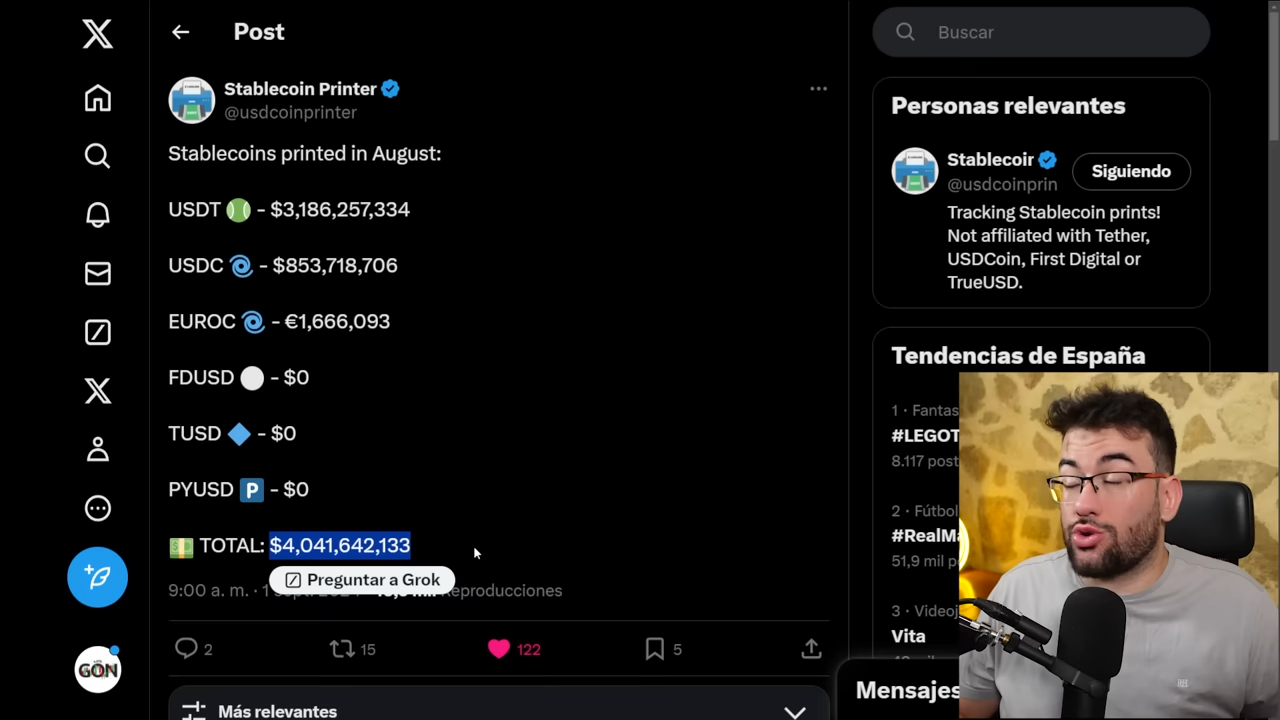 Post
Buscar
Stablecoin Printer
@usdcoinprinter
Stablecoins printed in August:
USDT - $3,186,257,334
USDC - $853,718,706
EUROC - €1,666,093
FDUSD - $0
TUSD - $0
PYUSD P - $0
TOTAL: $4,041,642,133
Preguntar a Grok
9:00 a. m. · 1 Reproducciones
2
15
122
5
Más relevantes
Personas relevantes
Stablecoir
@usdcoinprin
Siguiendo
Tracking Stablecoin prints!
Not affiliated with Tether,
USDCoin, First Digital or
TrueUSD.
Tendencias de España
1 · Fantas
#LEGOT
8.117 post
2 · Fútbol
#RealMa
51,9 mil p
3 · Videoj
Vita
Mensajes
GON